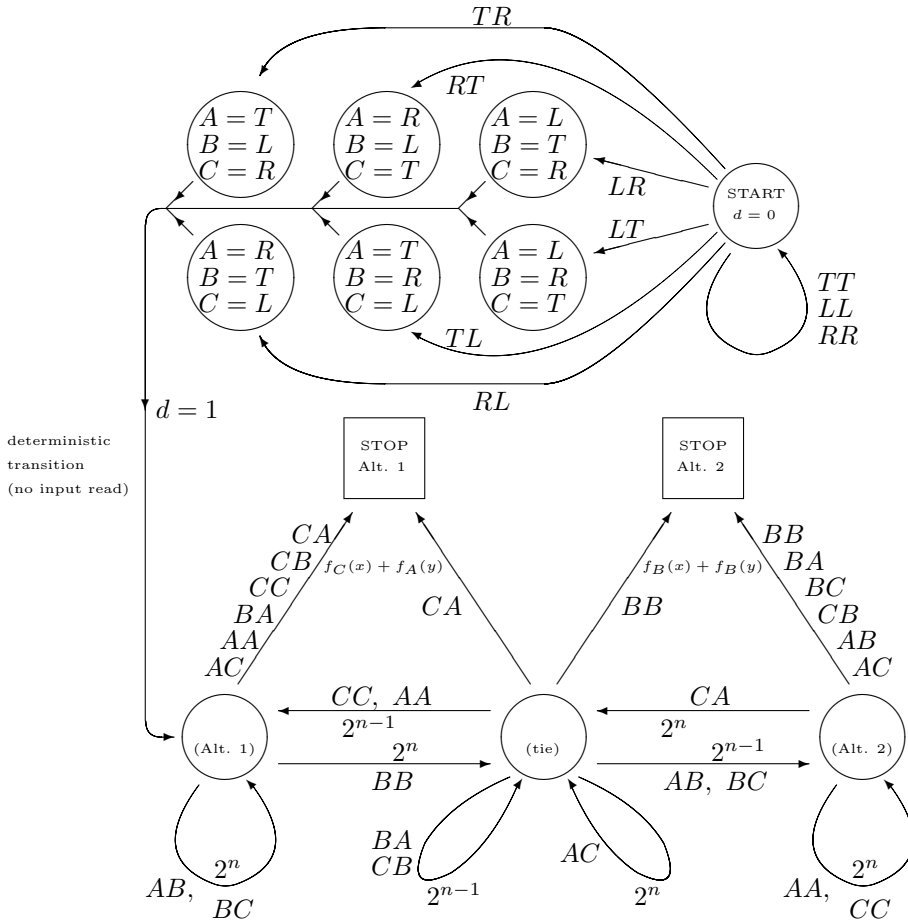 TR
RT
A = T
B = L
C = R
A = R
B = L
C = T
A = L
B = T
C = R
START
d = 0
LR
LT
A = R
B = T
C = L
A = T
B = R
C = L
A = L
B = R
C = T
TT
LL
RR
TL
RL
d = 1
deterministic
transition
(no input read)
STOP
Alt. 1
STOP
Alt. 2
CA
CB
CC
BA
AA
AC
f_C(x) + f_A(y)
CA
f_B(x) + f_B(y)
BB
BB
BA
BC
CB
AB
AC
CC, AA
2^{n−1}
CA
2^n
(Alt. 1)
(tie)
(Alt. 2)
2^n
BB
2^{n−1}
AB, BC
BA
CB
2^{n−1}
AC
2^n
AB, 2^n
BC
AA, 2^n
CC